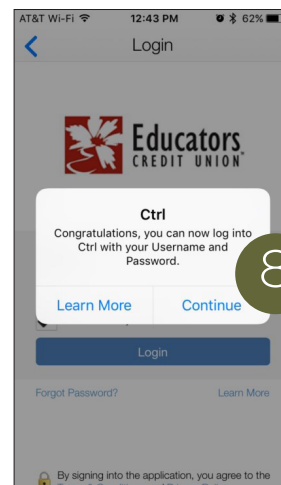 AT&T Wi-Fi 12:43 PM 62%
Login
Educators
CREDIT UNION
Ctrl
Congratulations, you can now log into
Ctrl with your Username and
Password.
8
Learn More Continue
Login
Forgot Password? Learn More
By signing into the application, you agree to the